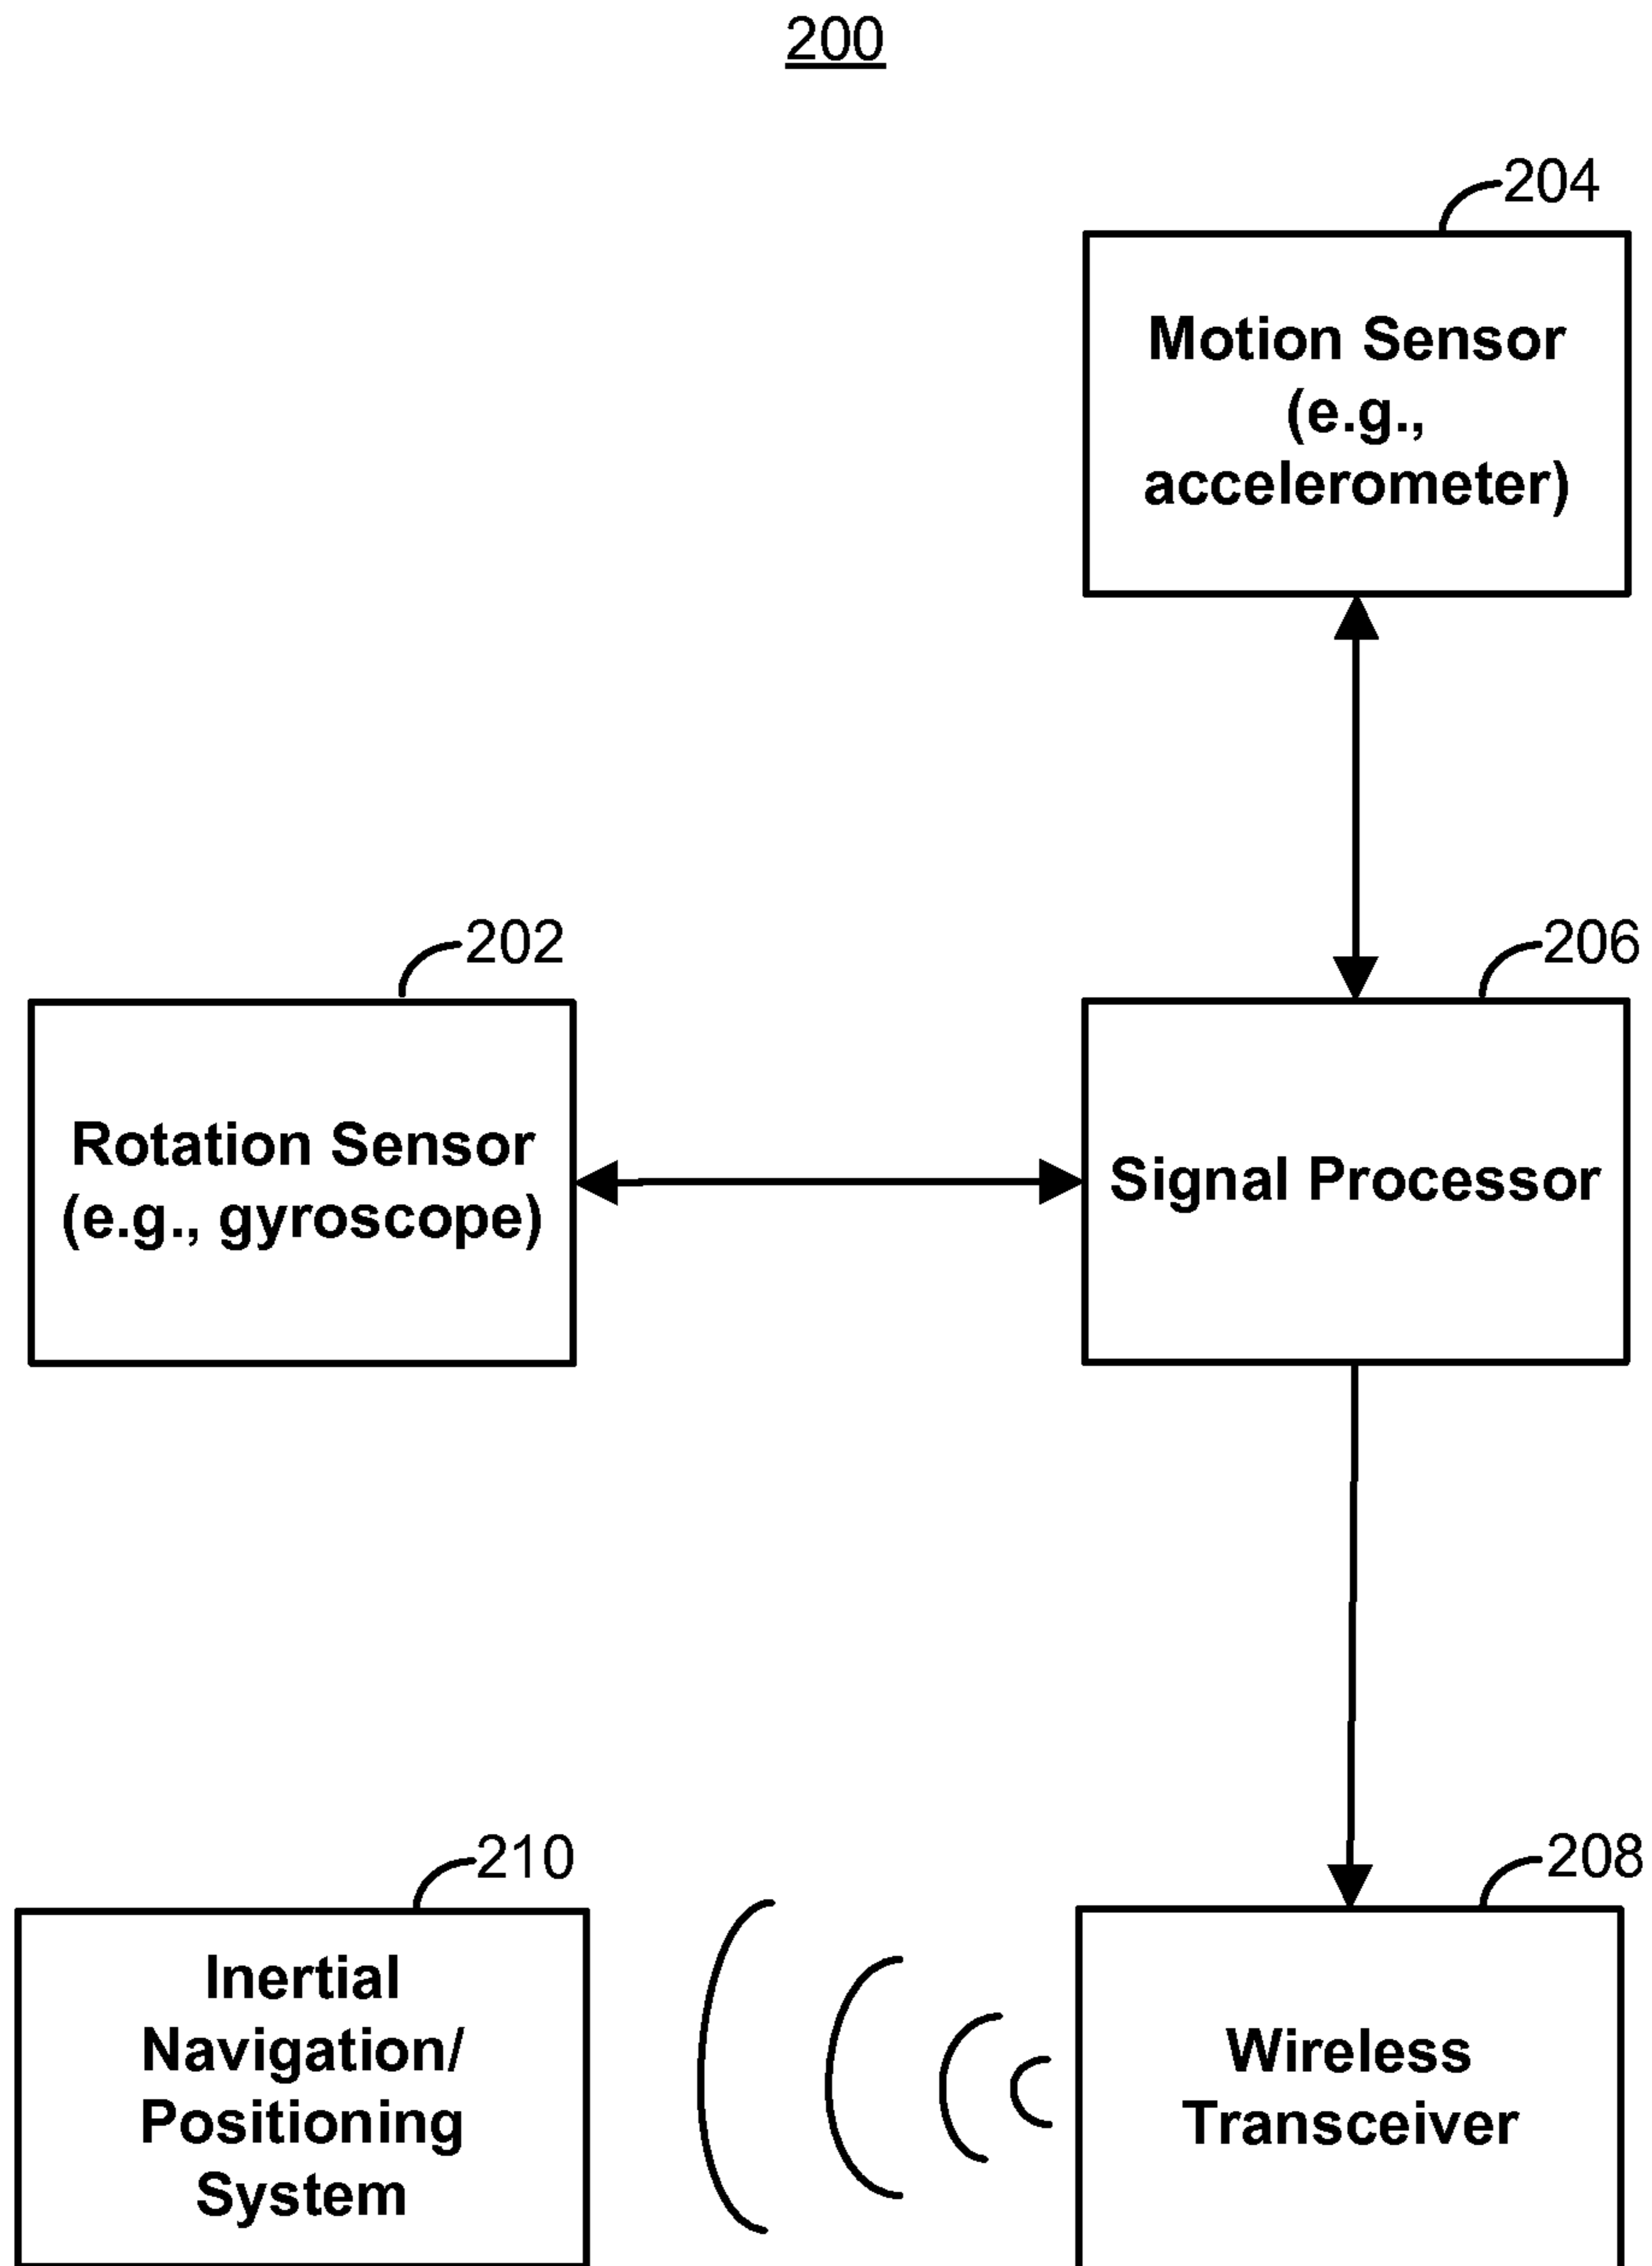 200
204
Motion Sensor
(e.g.,
accelerometer)
202
Rotation Sensor
(e.g., gyroscope)
206
Signal Processor
210
Inertial
Navigation/
Positioning
System
208
Wireless
Transceiver